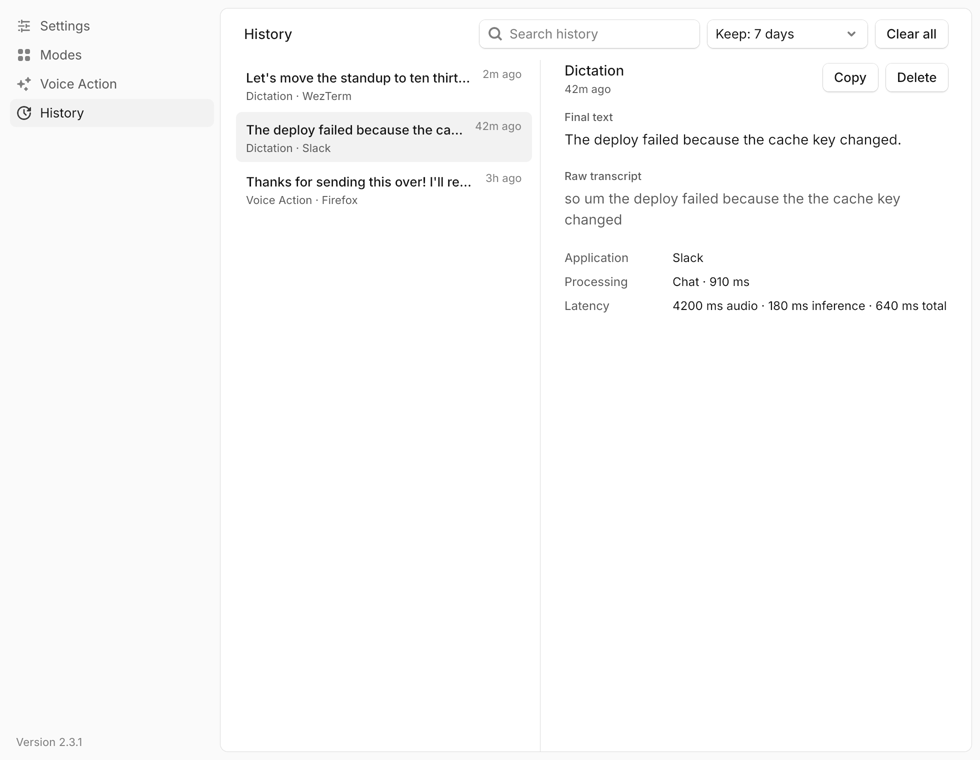 Settings
Modes
Voice Action
History
Version 2.3.1
History
Search history
Keep: 7 days
Clear all
Let's move the standup to ten thirt... 2m ago
Dictation · WezTerm
The deploy failed because the ca... 42m ago
Dictation · Slack
Thanks for sending this over! I'll re... 3h ago
Voice Action · Firefox
Dictation
42m ago
Copy
Delete
Final text
The deploy failed because the cache key changed.
Raw transcript
so um the deploy failed because the the cache key
changed
Application Slack
Processing Chat · 910 ms
Latency 4200 ms audio · 180 ms inference · 640 ms total